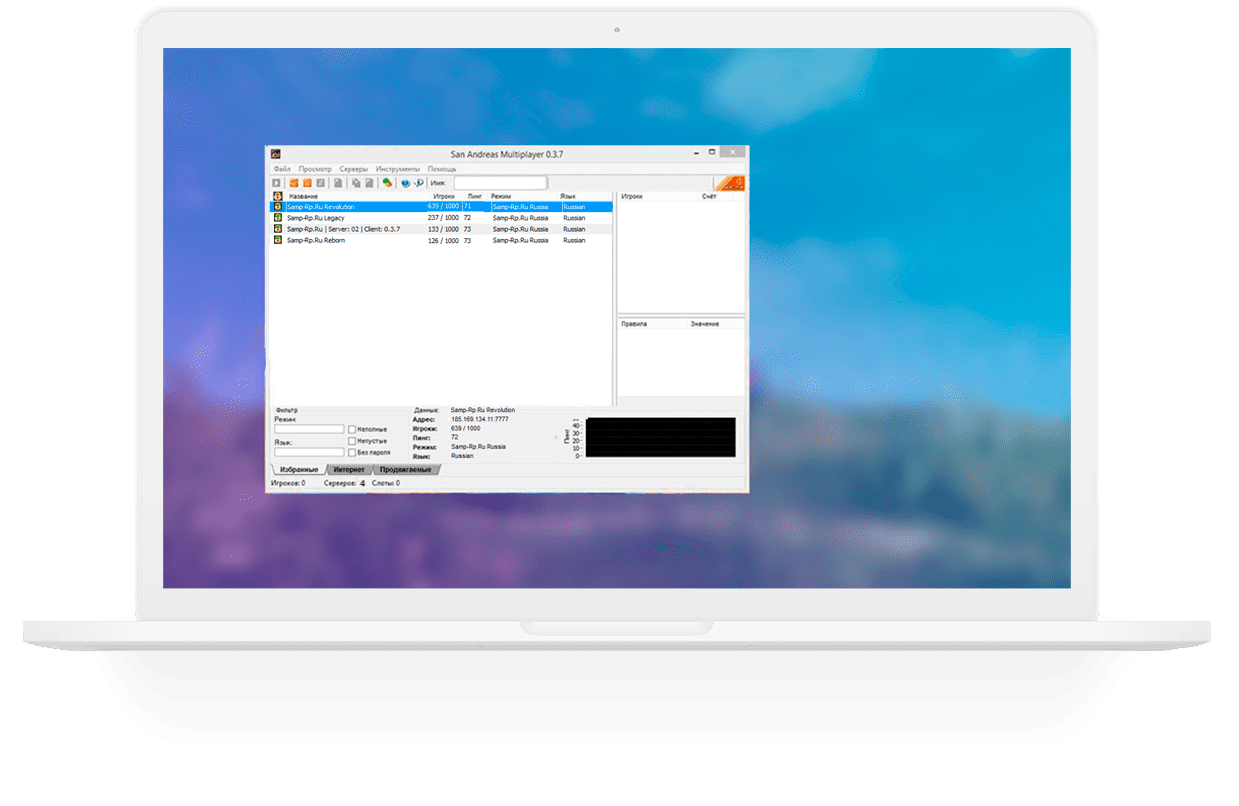 San Andreas Multiplayer 0.3.7
Файл Просмотр Серверы Инструменты Помощь
Имя:
Название Игроки Пинг Режим Язык
Samp-Rp.Ru Revolution 639 / 1000 71 Samp-Rp.Ru Russia Russian
Samp-Rp.Ru Legacy 237 / 1000 72 Samp-Rp.Ru Russia Russian
Samp-Rp.Ru | Server: 02 | Client: 0.3.7 133 / 1000 73 Samp-Rp.Ru Russia Russian
Samp-Rp.Ru Reborn 126 / 1000 73 Samp-Rp.Ru Russia Russian
Игроки Счёт
Правила Значение
Фильтр
Режим:
Язык:
Неполные
Непустые
Без пароля
Данные: Samp-Rp.Ru Revolution
Адрес: 185.169.134.11:7777
Игроки: 639 / 1000
Пинг: 72
Режим: Samp-Rp.Ru Russia
Язык: Russian
Пинг
40
30
20
10
0
Избранные Интернет Продвигаемые
Игроков: 0 Серверов: 4 Слоты: 0